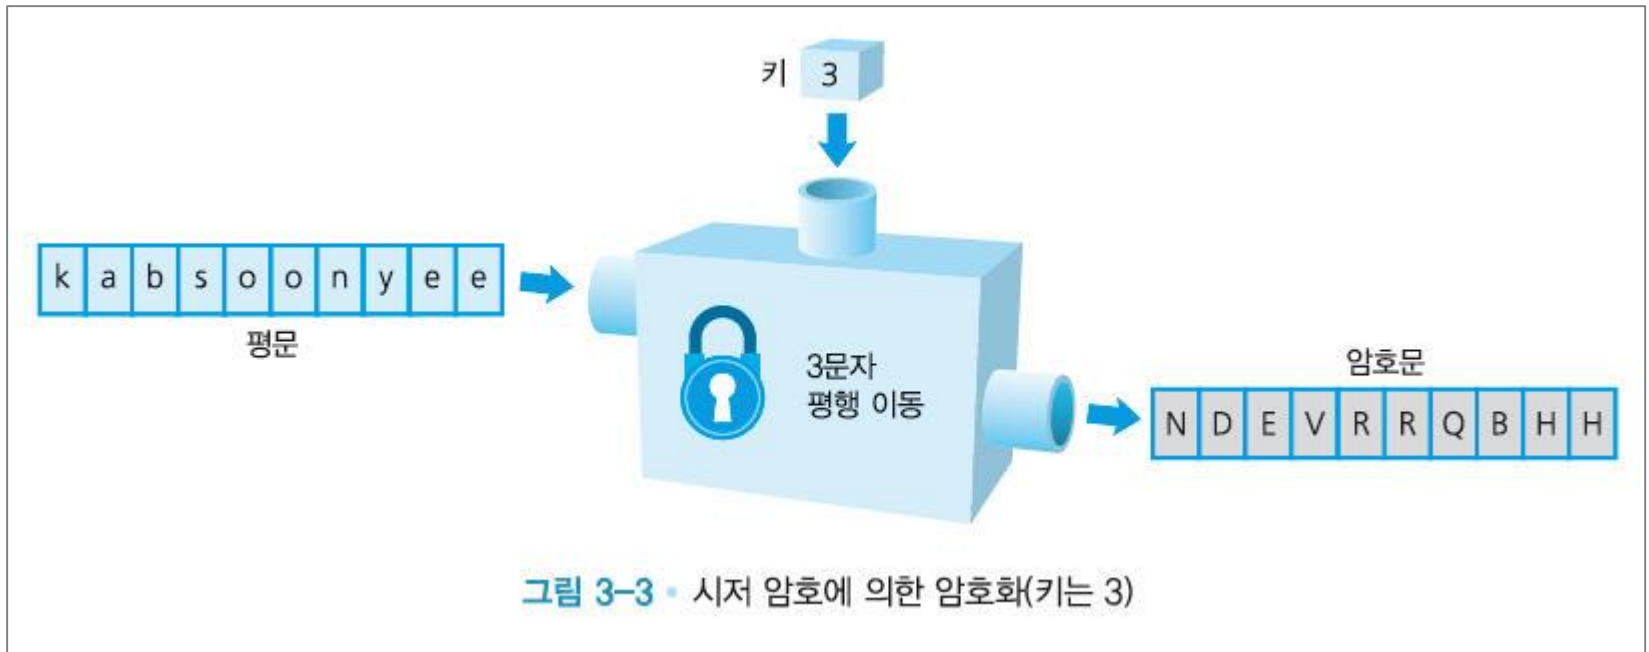 키 3
k a b s o o n y e e
평문
3문자
평행 이동
암호문
N D E V R R Q B H H
그림 3-3 • 시저 암호에 의한 암호화(키는 3)